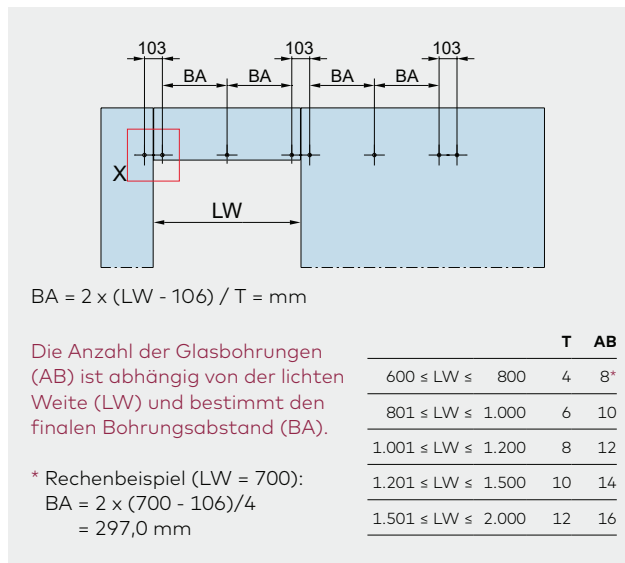 103 103 103
BA BA BA BA
X
LW
BA = 2 x (LW - 106) / T = mm
Die Anzahl der Glasbohrungen
(AB) ist abhängig von der lichten
Weite (LW) und bestimmt den
finalen Bohrungsabstand (BA).
* Rechenbeispiel (LW = 700):
BA = 2 x (700 - 106)/4
= 297,0 mm
T AB
600 ≤ LW ≤ 800 4 8*
801 ≤ LW ≤ 1.000 6 10
1.001 ≤ LW ≤ 1.200 8 12
1.201 ≤ LW ≤ 1.500 10 14
1.501 ≤ LW ≤ 2.000 12 16